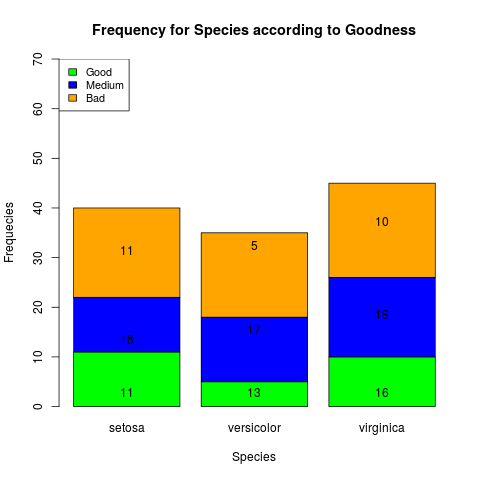 Frequency for Species according to Goodness
70
60
50
40
30
20
10
0
Frequecies
Good
Medium
Bad
11
18
11
5
17
13
10
19
16
setosa
versicolor
virginica
Species